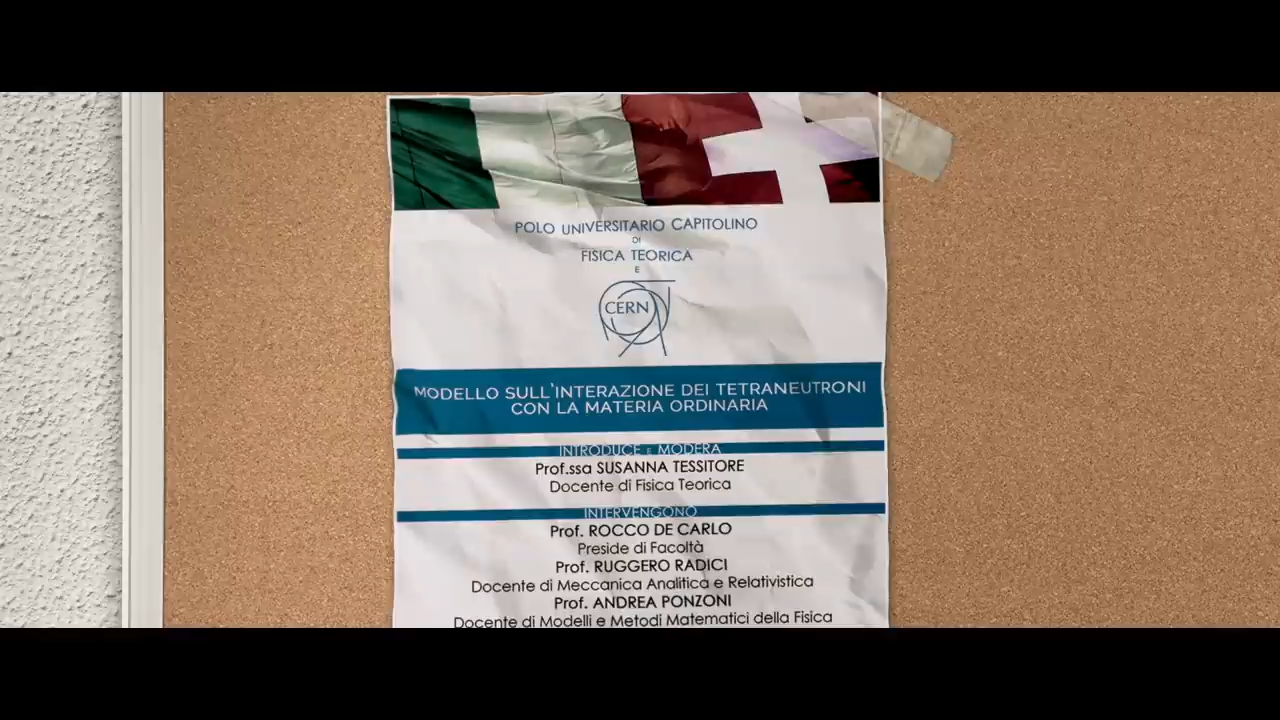 POLO UNIVERSITARIO CAPITOLINO
DI
FISICA TEORICA
E
CERN
MODELLO SULL'INTERAZIONE DEI TETRANEUTRONI
CON LA MATERIA ORDINARIA
INTRODUCE E MODERA
Prof.ssa SUSANNA TESSITORE
Docente di Fisica Teorica
INTERVENGONO
Prof. ROCCO DE CARLO
Preside di Facoltà
Prof. RUGGERO RADICI
Docente di Meccanica Analitica e Relativistica
Prof. ANDREA PONZONI
Docente di Modelli e Metodi Matematici della Fisica